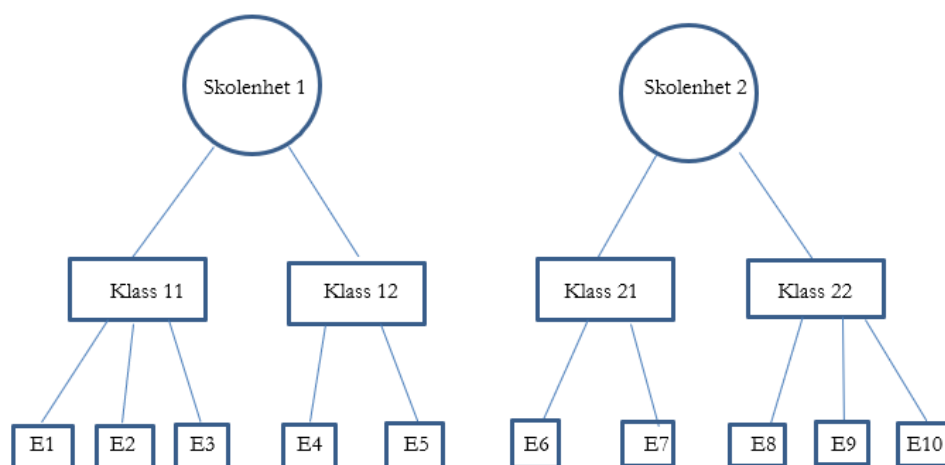 Skolenhet 1
Skolenhet 2
Klass 11
Klass 12
Klass 21
Klass 22
E1
E2
E3
E4
E5
E6
E7
E8
E9
E10